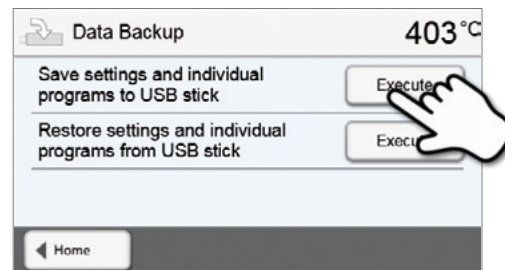 Data Backup
403 °C
Save settings and individual
programs to USB stick
Execute
Restore settings and individual
programs from USB stick
Home